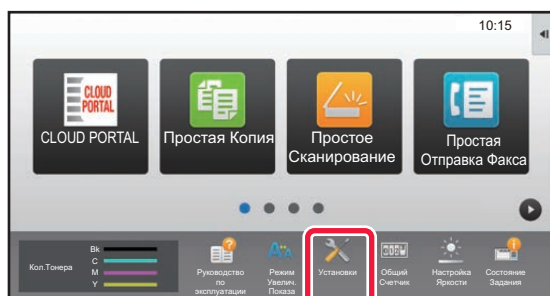 10:15
CLOUD
PORTAL
CLOUD PORTAL
Простая Копия
Простое
Сканирование
Простая
Отправка Факса
Кол.Тонера
Bk
C
M
Y
Руководство
по
эксплуатации
Режим
Увелич.
Показа
Установки
Общий
Счетчик
Настройка
Яркости
Состояние
Задания